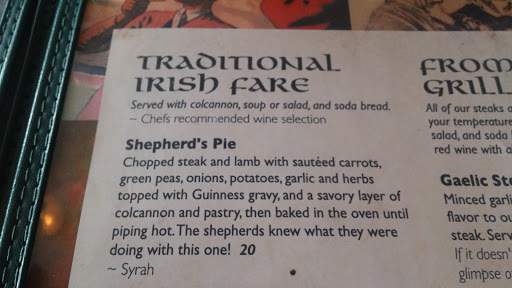 TRADITIONAL
IRISH FARE
Served with colcannon, soup or salad, and soda bread.
~ Chefs recommended wine selection
Shepherd's Pie
Chopped steak and lamb with sautéed carrots,
green peas, onions, potatoes, garlic and herbs
topped with Guinness gravy, and a savory layer of
colcannon and pastry, then baked in the oven until
piping hot. The shepherds knew what they were
doing with this one! 20
~ Syrah
FROM
GRILL
All of our steaks
your temperature
salad, and soda
red wine with a
Gaelic Ste
Minced garli
flavor to ou
steak. Serv
If it doesn'
glimpse o